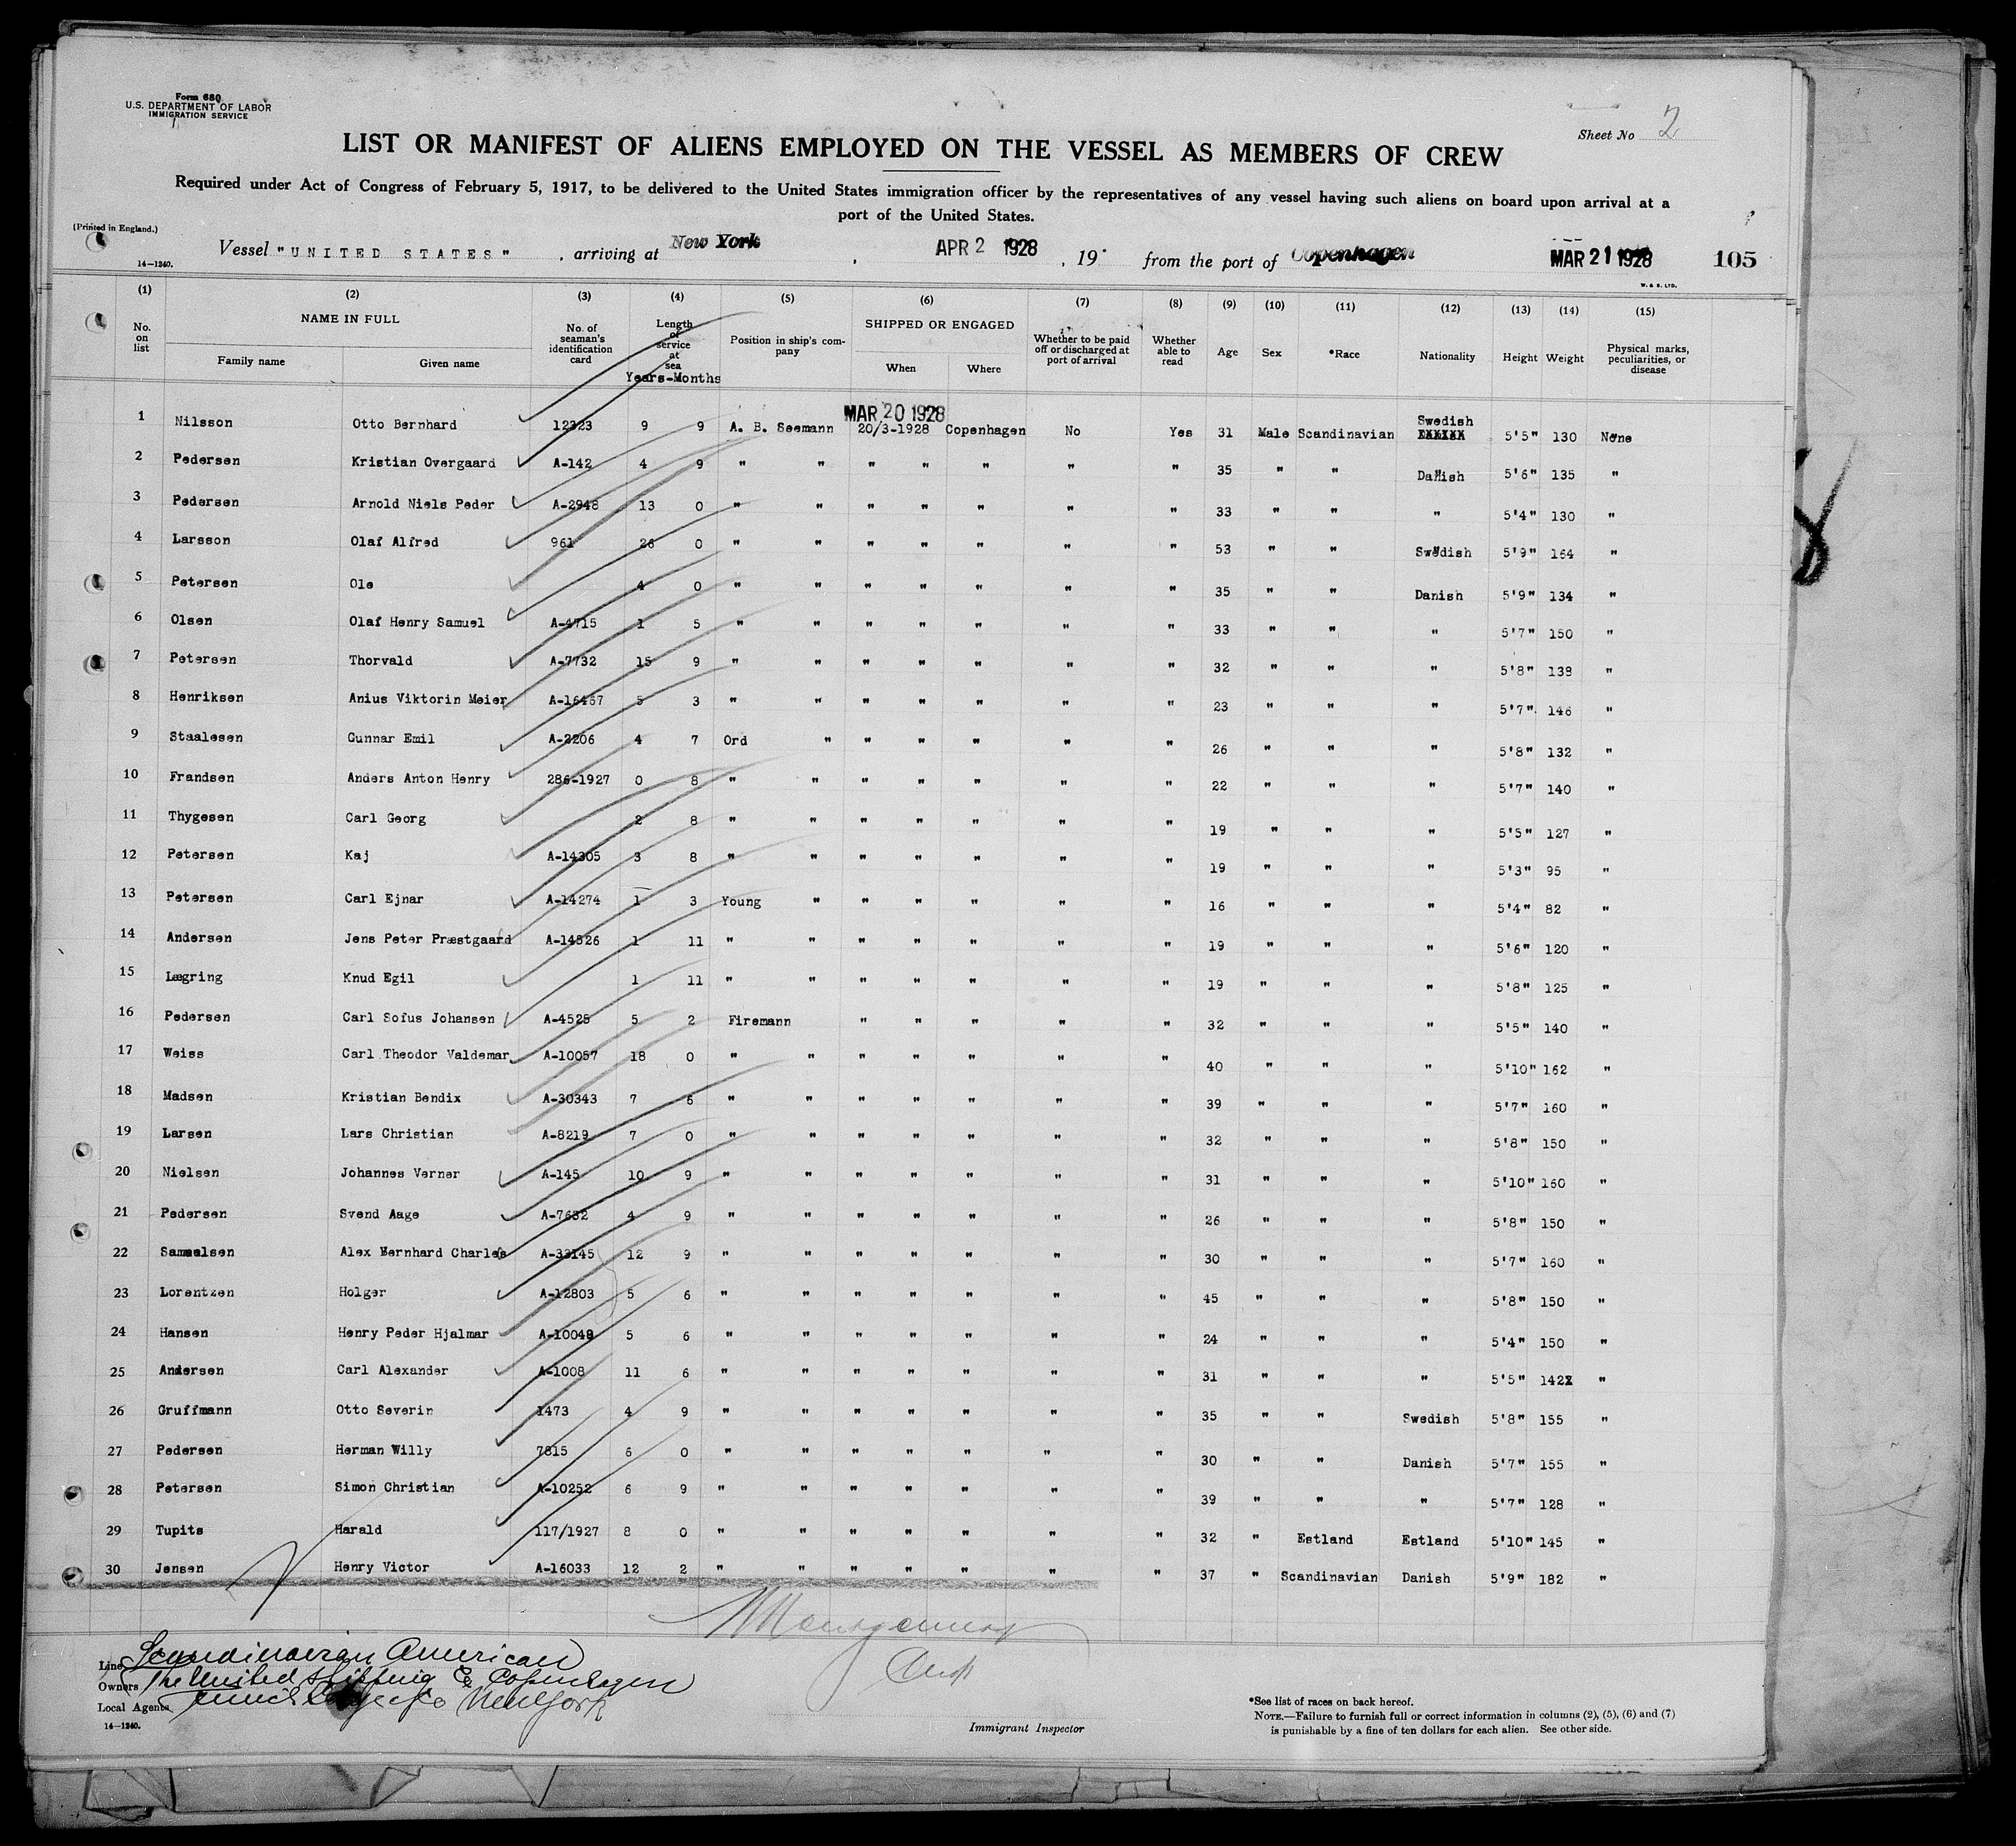 Form 680
U.S. DEPARTMENT OF LABOR
IMMIGRATION SERVICE
Sheet No 2
LIST OR MANIFEST OF ALIENS EMPLOYED ON THE VESSEL AS MEMBERS OF CREW
Required under Act of Congress of February 5, 1917, to be delivered to the United States immigration officer by the representatives of any vessel having such aliens on board upon arrival at a
port of the United States.
(Printed in England.)
Vessel "UNITED STATES" , arriving at New York , APR 2 1928 , 19 from the port of Copenhagen MAR 21 1928 105
14—1240.
W. & S. LTD.
(1) (2) (3) (4) (5) (6) (7) (8) (9) (10) (11) (12) (13) (14) (15)
No. on list NAME IN FULL Family name Given name No. of seaman's identification card Length of service at sea Years-Months Position in ship's company SHIPPED OR ENGAGED When Where Whether to be paid off or discharged at port of arrival Whether able to read Age Sex *Race Nationality Height Weight Physical marks, peculiarities, or disease
MAR 20 1928
1 Nilsson Otto Bernhard 12323 9 9 A. B. Seemann 20/3-1928 Copenhagen No Yes 31 Male Scandinavian Swedish 5'5" 130 None
2 Pedersen Kristian Overgaard A-142 4 9 " " " " " " " 35 " " Danish 5'6" 135 "
3 Pedersen Arnold Niels Peder A-2948 13 0 " " " " " " " 33 " " " 5'4" 130 "
4 Larsson Olaf Alfred 961 26 0 " " " " " " " 53 " " Swedish 5'9" 164 "
5 Petersen Ole 4 0 " " " " " " " 35 " " Danish 5'9" 134 "
6 Olsen Olaf Henry Samuel A-4715 1 5 " " " " " " " 33 " " " 5'7" 150 "
7 Petersen Thorvald A-7732 15 9 " " " " " " " 32 " " " 5'8" 138 "
8 Henriksen Anius Viktorin Meier A-16467 5 3 " " " " " " " 23 " " " 5'7" 146 "
9 Staalesen Gunnar Emil A-2206 4 7 Ord " " " " " " 26 " " " 5'8" 132 "
10 Frandsen Anders Anton Henry 286-1927 0 8 " " " " " " " 22 " " " 5'7" 140 "
11 Thygesen Carl Georg 2 8 " " " " " " " 19 " " " 5'5" 127 "
12 Petersen Kaj A-14305 3 8 " " " " " " " 19 " " " 5'3" 95 "
13 Petersen Carl Ejnar A-14274 1 3 Young " " " " " " 16 " " " 5'4" 82 "
14 Andersen Jens Peter Præstgaard A-14526 1 11 " " " " " " " 19 " " " 5'6" 120 "
15 Lægring Knud Egil 1 11 " " " " " " " 19 " " " 5'8" 125 "
16 Pedersen Carl Sofus Johansen A-4525 5 2 Firemann " " " " " 32 " " " 5'5" 140 "
17 Weiss Carl Theodor Valdemar A-10057 18 0 " " " " " " " 40 " " " 5'10" 162 "
18 Madsen Kristian Bendix A-30343 7 6 " " " " " " " 39 " " " 5'7" 160 "
19 Larsen Lars Christian A-8219 7 0 " " " " " " " 32 " " " 5'8" 150 "
20 Nielsen Johannes Verner A-145 10 9 " " " " " " " 31 " " " 5'10" 160 "
21 Pedersen Svend Aage A-7632 4 9 " " " " " " " 26 " " " 5'8" 150 "
22 Samuelsen Alex Bernhard Charles A-33145 12 9 " " " " " " " 30 " " " 5'7" 160 "
23 Lorentzen Holger A-12803 5 6 " " " " " " " 45 " " " 5'8" 150 "
24 Hansen Henry Peder Hjalmar A-10049 5 6 " " " " " " " 24 " " " 5'4" 150 "
25 Andersen Carl Alexander A-1008 11 6 " " " " " " " 31 " " " 5'5" 142 "
26 Gruffmann Otto Severin 1473 4 9 " " " " " " " 35 " " Swedish 5'8" 155 "
27 Pedersen Herman Willy 7815 6 0 " " " " " " " 30 " " Danish 5'7" 155 "
28 Petersen Simon Christian A-10252 6 9 " " " " " " " 39 " " " 5'7" 128 "
29 Tupits Harald 117/1927 8 0 " " " " " " " 32 " Estland Estland 5'10" 145 "
30 Jensen Henry Victor A-16033 12 2 " " " " " " " 37 " Scandinavian Danish 5'9" 182 "
Montgomery
Line Scandinavian American
Owners The United Shipping Co Copenhagen
Local Agents New York
14—1240.
Immigrant Inspector
*See list of races on back hereof.
NOTE.—Failure to furnish full or correct information in columns (2), (5), (6) and (7)
is punishable by a fine of ten dollars for each alien. See other side.